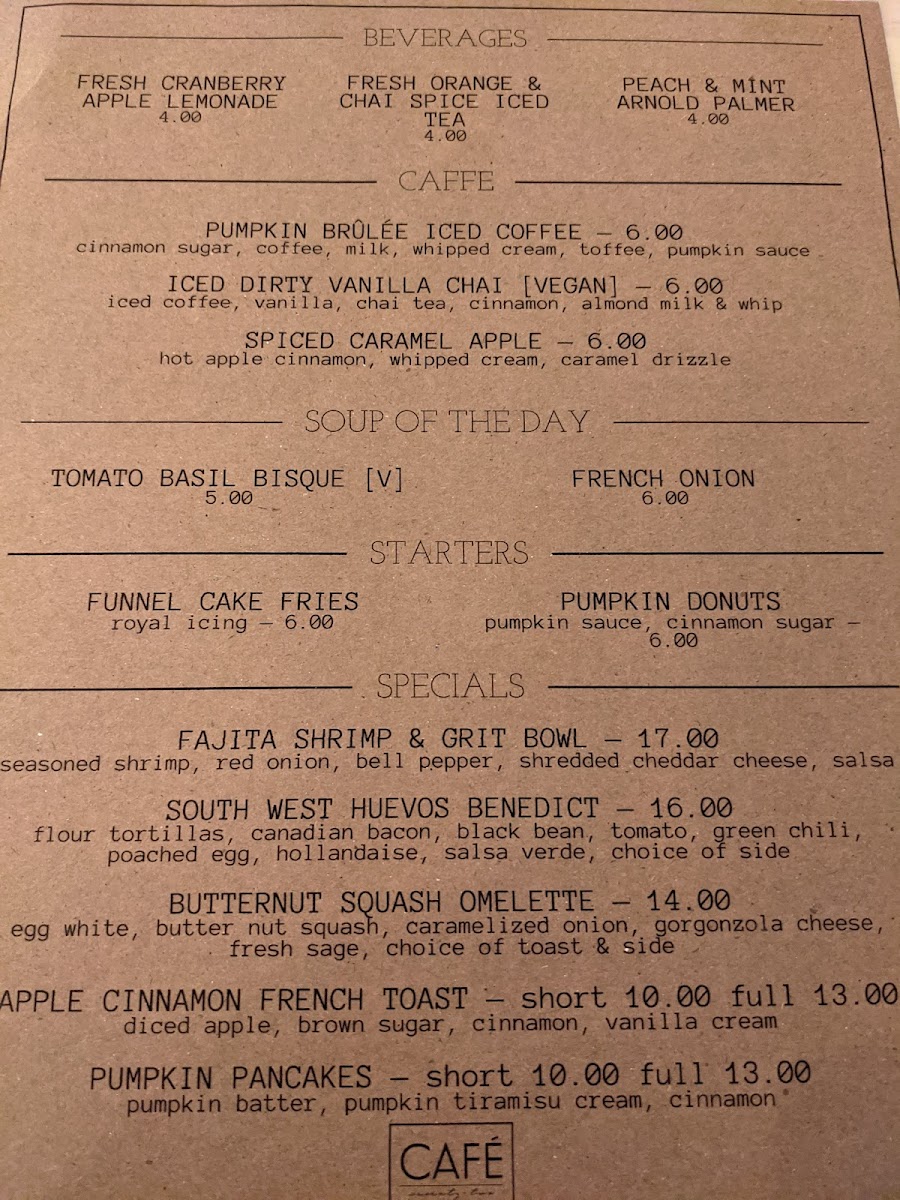 BEVERAGES
FRESH CRANBERRY
APPLE LEMONADE
4.00
FRESH ORANGE &
CHAI SPICE ICED
TEA
4.00
PEACH & MINT
ARNOLD PALMER
4.00
CAFFE
PUMPKIN BRÛLÉE ICED COFFEE — 6.00
cinnamon sugar, coffee, milk, whipped cream, toffee, pumpkin sauce
ICED DIRTY VANILLA CHAI [VEGAN] — 6.00
iced coffee, vanilla, chai tea, cinnamon, almond milk & whip
SPICED CARAMEL APPLE — 6.00
hot apple cinnamon, whipped cream, caramel drizzle
SOUP OF THE DAY
TOMATO BASIL BISQUE [V]
5.00
FRENCH ONION
6.00
STARTERS
FUNNEL CAKE FRIES
royal icing — 6.00
PUMPKIN DONUTS
pumpkin sauce, cinnamon sugar —
6.00
SPECIALS
FAJITA SHRIMP & GRIT BOWL — 17.00
seasoned shrimp, red onion, bell pepper, shredded cheddar cheese, salsa
SOUTH WEST HUEVOS BENEDICT — 16.00
flour tortillas, canadian bacon, black bean, tomato, green chili,
poached egg, hollandaise, salsa verde, choice of side
BUTTERNUT SQUASH OMELETTE — 14.00
egg white, butter nut squash, caramelized onion, gorgonzola cheese,
fresh sage, choice of toast & side
APPLE CINNAMON FRENCH TOAST — short 10.00 full 13.00
diced apple, brown sugar, cinnamon, vanilla cream
PUMPKIN PANCAKES — short 10.00 full 13.00
pumpkin batter, pumpkin tiramisu cream, cinnamon
CAFÉ